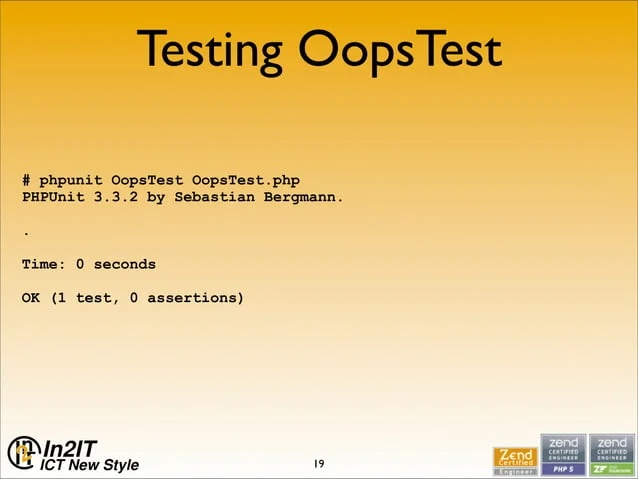 Testing OopsTest
# phpunit OopsTest OopsTest.php
PHPUnit 3.3.2 by Sebastian Bergmann.
.
Time: 0 seconds
OK (1 test, 0 assertions)
In2IT
ICT New Style
19
Zend
Certified
Engineer
zend
CERTIFIED
ENGINEER
PHP 5
zend
CERTIFIED
ENGINEER
ZF